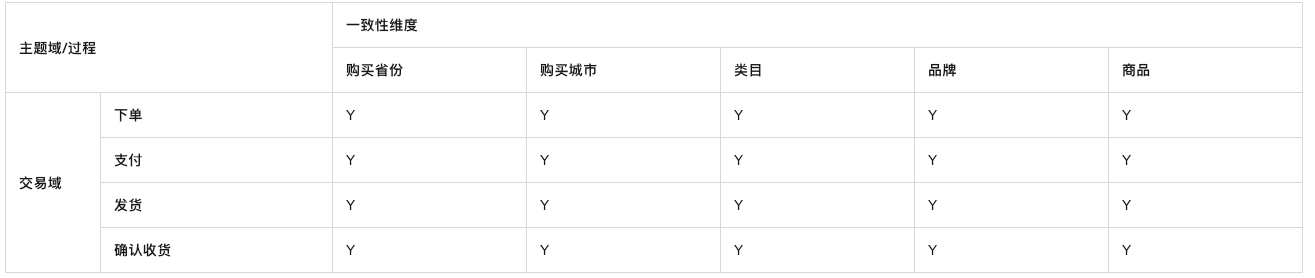 主题域/过程
一致性维度
购买省份 购买城市 类目 品牌 商品
交易域
下单 Y Y Y Y Y
支付 Y Y Y Y Y
发货 Y Y Y Y Y
确认收货 Y Y Y Y Y